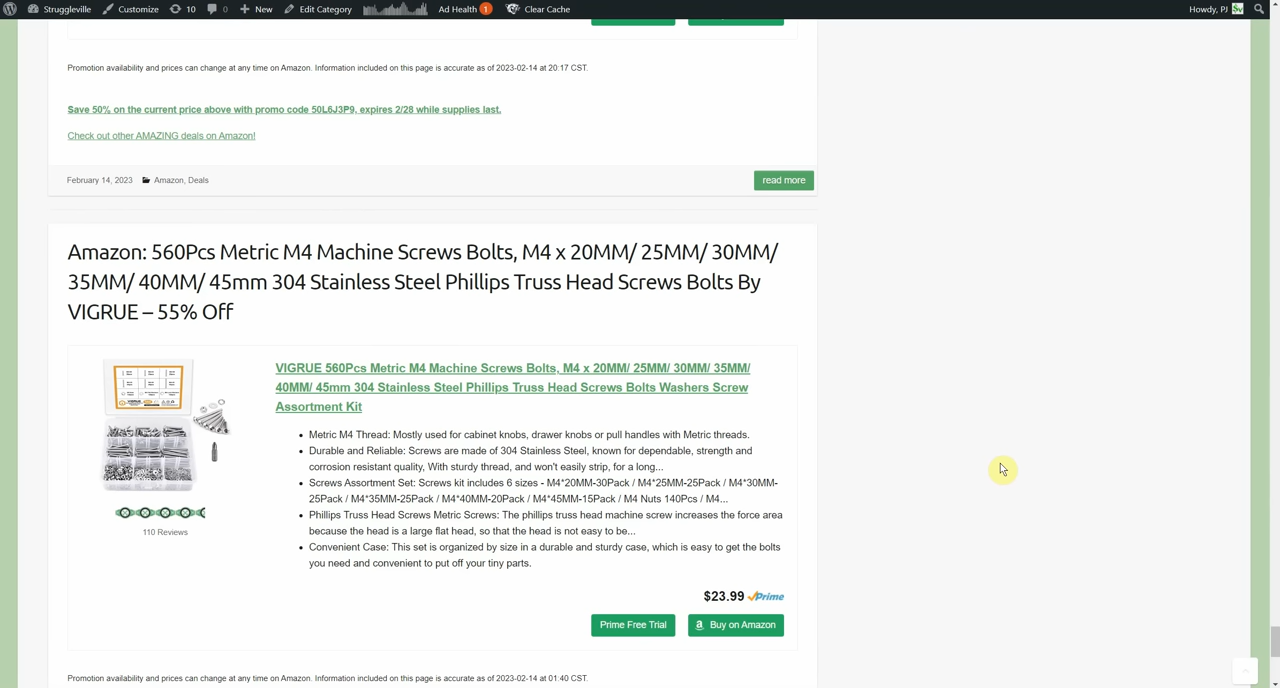 Struggleville Customize 10 0 New Edit Category Ad Health 1 Clear Cache Howdy, PJ
Promotion availability and prices can change at any time on Amazon. Information included on this page is accurate as of 2023-02-14 at 20:17 CST.
Save 50% on the current price above with promo code 50L6J3P9, expires 2/28 while supplies last.
Check out other AMAZING deals on Amazon!
February 14, 2023 Amazon, Deals read more
Amazon: 560Pcs Metric M4 Machine Screws Bolts, M4 x 20MM/ 25MM/ 30MM/
35MM/ 40MM/ 45mm 304 Stainless Steel Phillips Truss Head Screws Bolts By
VIGRUE – 55% Off
VIGRUE 560Pcs Metric M4 Machine Screws Bolts, M4 x 20MM/ 25MM/ 30MM/ 35MM/
40MM/ 45mm 304 Stainless Steel Phillips Truss Head Screws Bolts Washers Screw
Assortment Kit
110 Reviews
• Metric M4 Thread: Mostly used for cabinet knobs, drawer knobs or pull handles with Metric threads.
• Durable and Reliable: Screws are made of 304 Stainless Steel, known for dependable, strength and
corrosion resistant quality, With sturdy thread, and won't easily strip, for a long...
• Screws Assortment Set: Screws kit includes 6 sizes - M4*20MM-30Pack / M4*25MM-25Pack / M4*30MM-
25Pack / M4*35MM-25Pack / M4*40MM-20Pack / M4*45MM-15Pack / M4 Nuts 140Pcs / M4...
• Phillips Truss Head Screws Metric Screws: The phillips truss head machine screw increases the force area
because the head is a large flat head, so that the head is not easy to be...
• Convenient Case: This set is organized by size in a durable and sturdy case, which is easy to get the bolts
you need and convenient to put off your tiny parts.
$23.99 Prime
Prime Free Trial Buy on Amazon
Promotion availability and prices can change at any time on Amazon. Information included on this page is accurate as of 2023-02-14 at 01:40 CST.